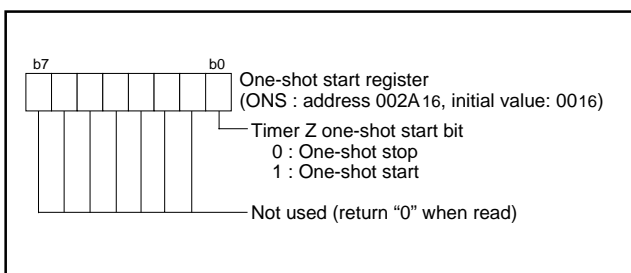 b7 b0
One-shot start register
(ONS : address 002A16, initial value: 0016)
Timer Z one-shot start bit
0 : One-shot stop
1 : One-shot start
Not used (return “0” when read)